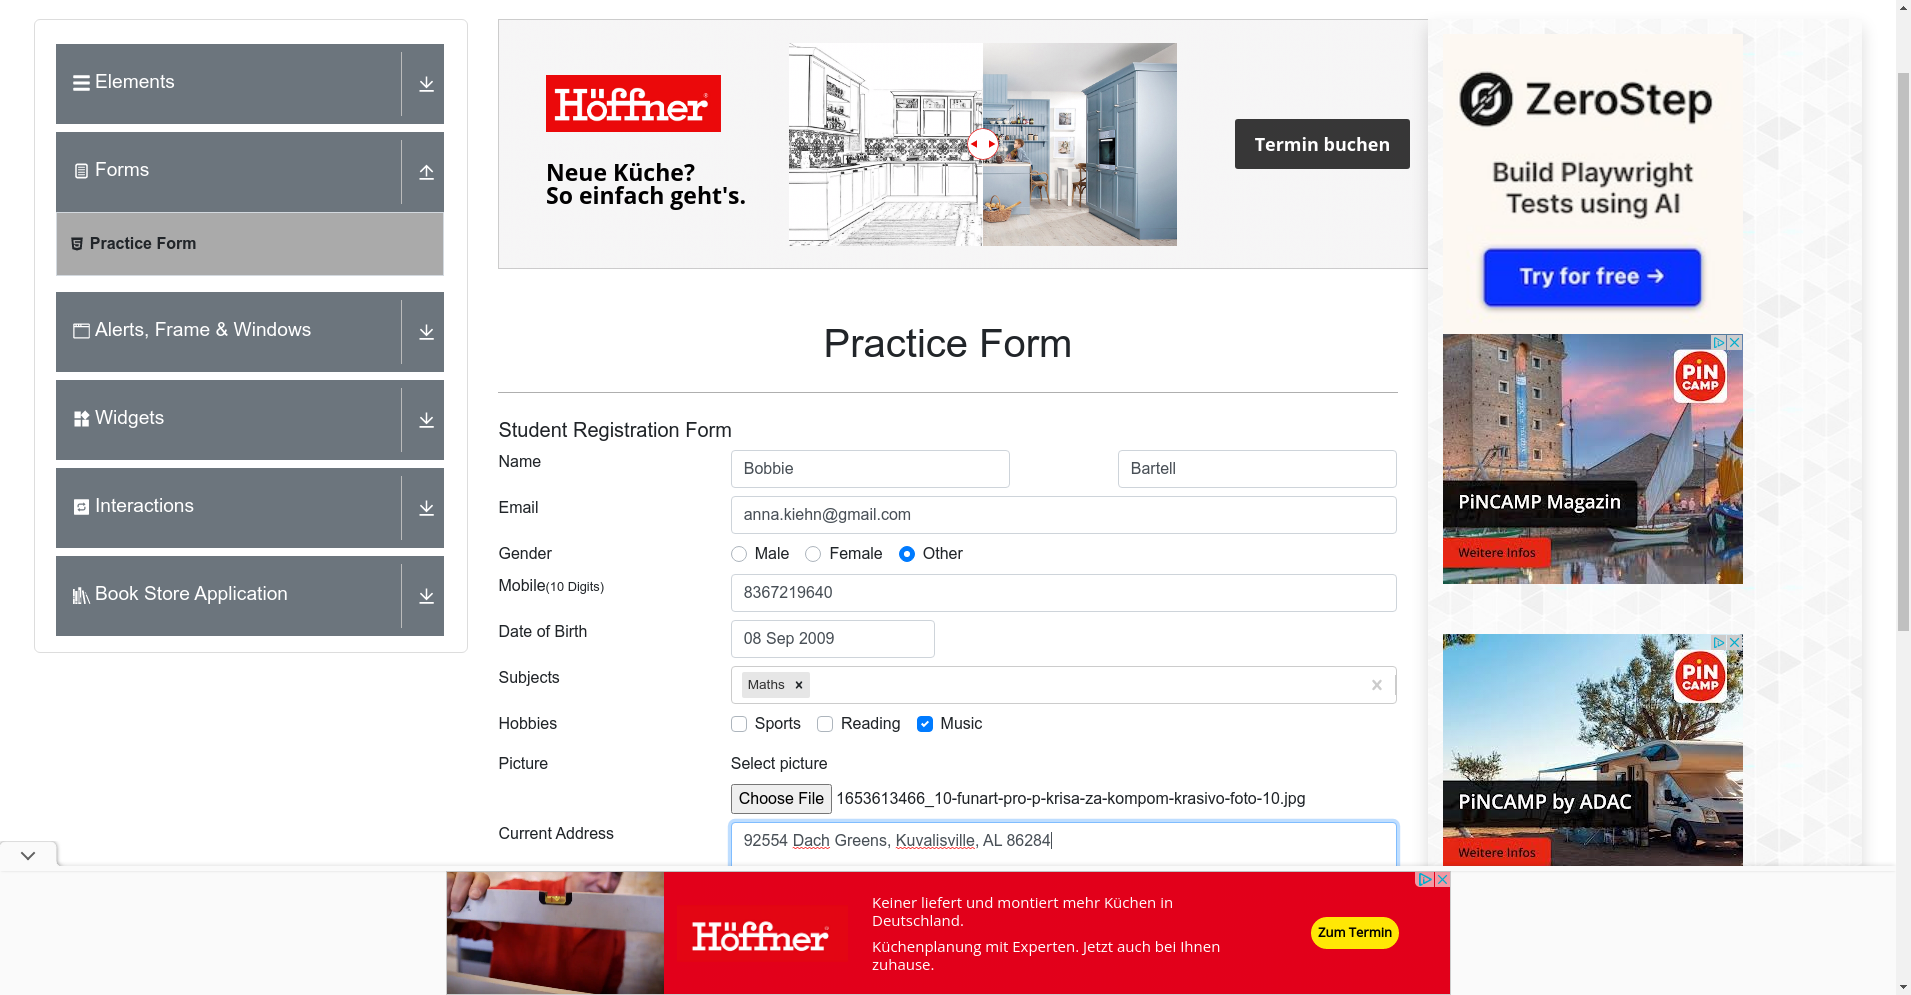 Elements
Forms
Practice Form
Alerts, Frame & Windows
Widgets
Interactions
Book Store Application
Höffner
Neue Küche?
So einfach geht's.
Termin buchen
Practice Form
Student Registration Form
Name
Bobbie
Bartell
Email
anna.kiehn@gmail.com
Gender
Male
Female
Other
Mobile(10 Digits)
8367219640
Date of Birth
08 Sep 2009
Subjects
Maths
Hobbies
Sports
Reading
Music
Picture
Select picture
Choose File 1653613466_10-funart-pro-p-krisa-za-kompom-krasivo-foto-10.jpg
Current Address
92554 Dach Greens, Kuvalisville, AL 86284
ZeroStep
Build Playwright
Tests using AI
Try for free →
PiN
CAMP
PiNCAMP Magazin
Weitere Infos
PiN
CAMP
PiNCAMP by ADAC
Weitere Infos
Höffner
Keiner liefert und montiert mehr Küchen in
Deutschland.
Küchenplanung mit Experten. Jetzt auch bei Ihnen
zuhause.
Zum Termin